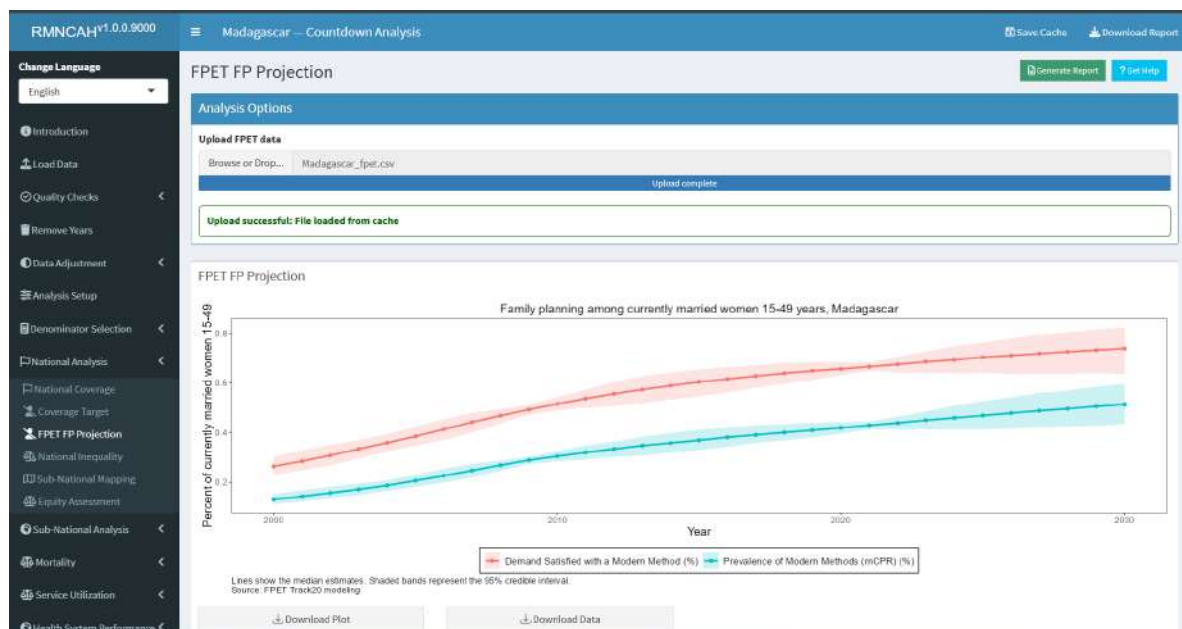 RMNCAH v1.0.0.9000
Madagascar — Countdown Analysis
Save Cache
Download Report
Change Language
English
Introduction
Load Data
Quality Checks
Remove Years
Data Adjustment
Analysis Setup
Denominator Selection
National Analysis
National Coverage
Coverage Target
FPET FP Projection
National Inequality
Sub-National Mapping
Equity Assessment
Sub-National Analysis
Mortality
Service Utilization
Health System Performance
FPET FP Projection
Generate Report
? Get Help
Analysis Options
Upload FPET data
Browse or Drop...
Madagascar_fpet.csv
Upload complete
Upload successful: File loaded from cache
FPET FP Projection
Family planning among currently married women 15-49 years, Madagascar
Percent of currently married women 15-49
0.8
0.6
0.4
0.2
2000
2010
2020
2030
Year
Demand Satisfied with a Modern Method (%)
Prevalence of Modern Methods (mCPR) (%)
Lines show the median estimates. Shaded bands represent the 95% credible interval.
Source: FPET Track20 modeling
Download Plot
Download Data